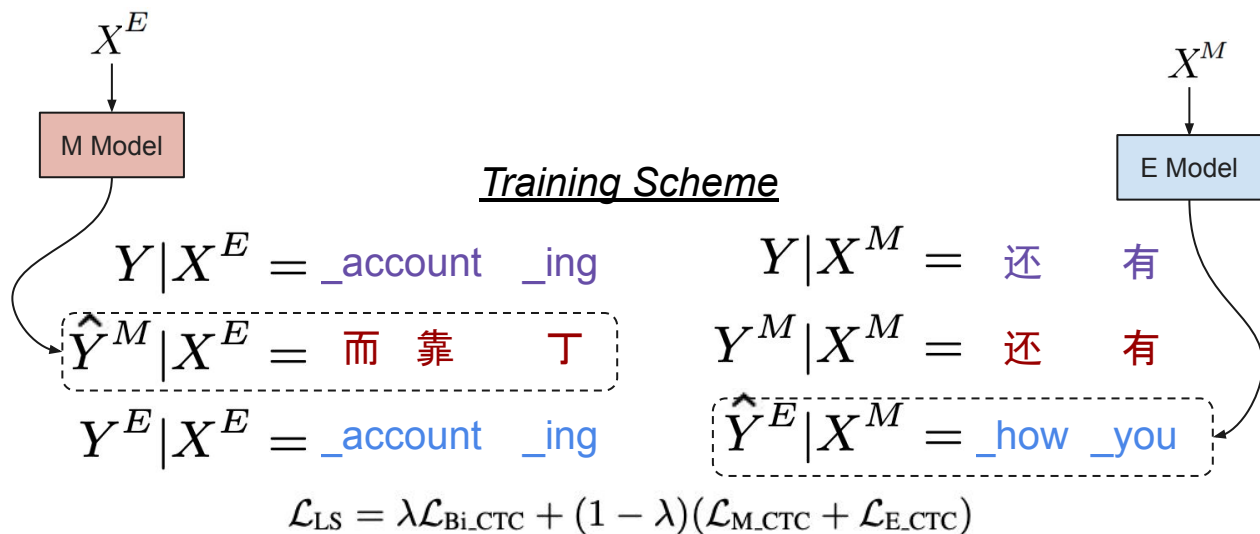 X^E
X^M
M Model
E Model
Training Scheme
Y|X^E = _account _ing
Y|X^M = 还 有
Ŷ^M|X^E = 而 靠 丁
Y^M|X^M = 还 有
Y^E|X^E = _account _ing
Ŷ^E|X^M = _how _you
ℒ_LS = λℒ_Bi_CTC + (1 − λ)(ℒ_M_CTC + ℒ_E_CTC)